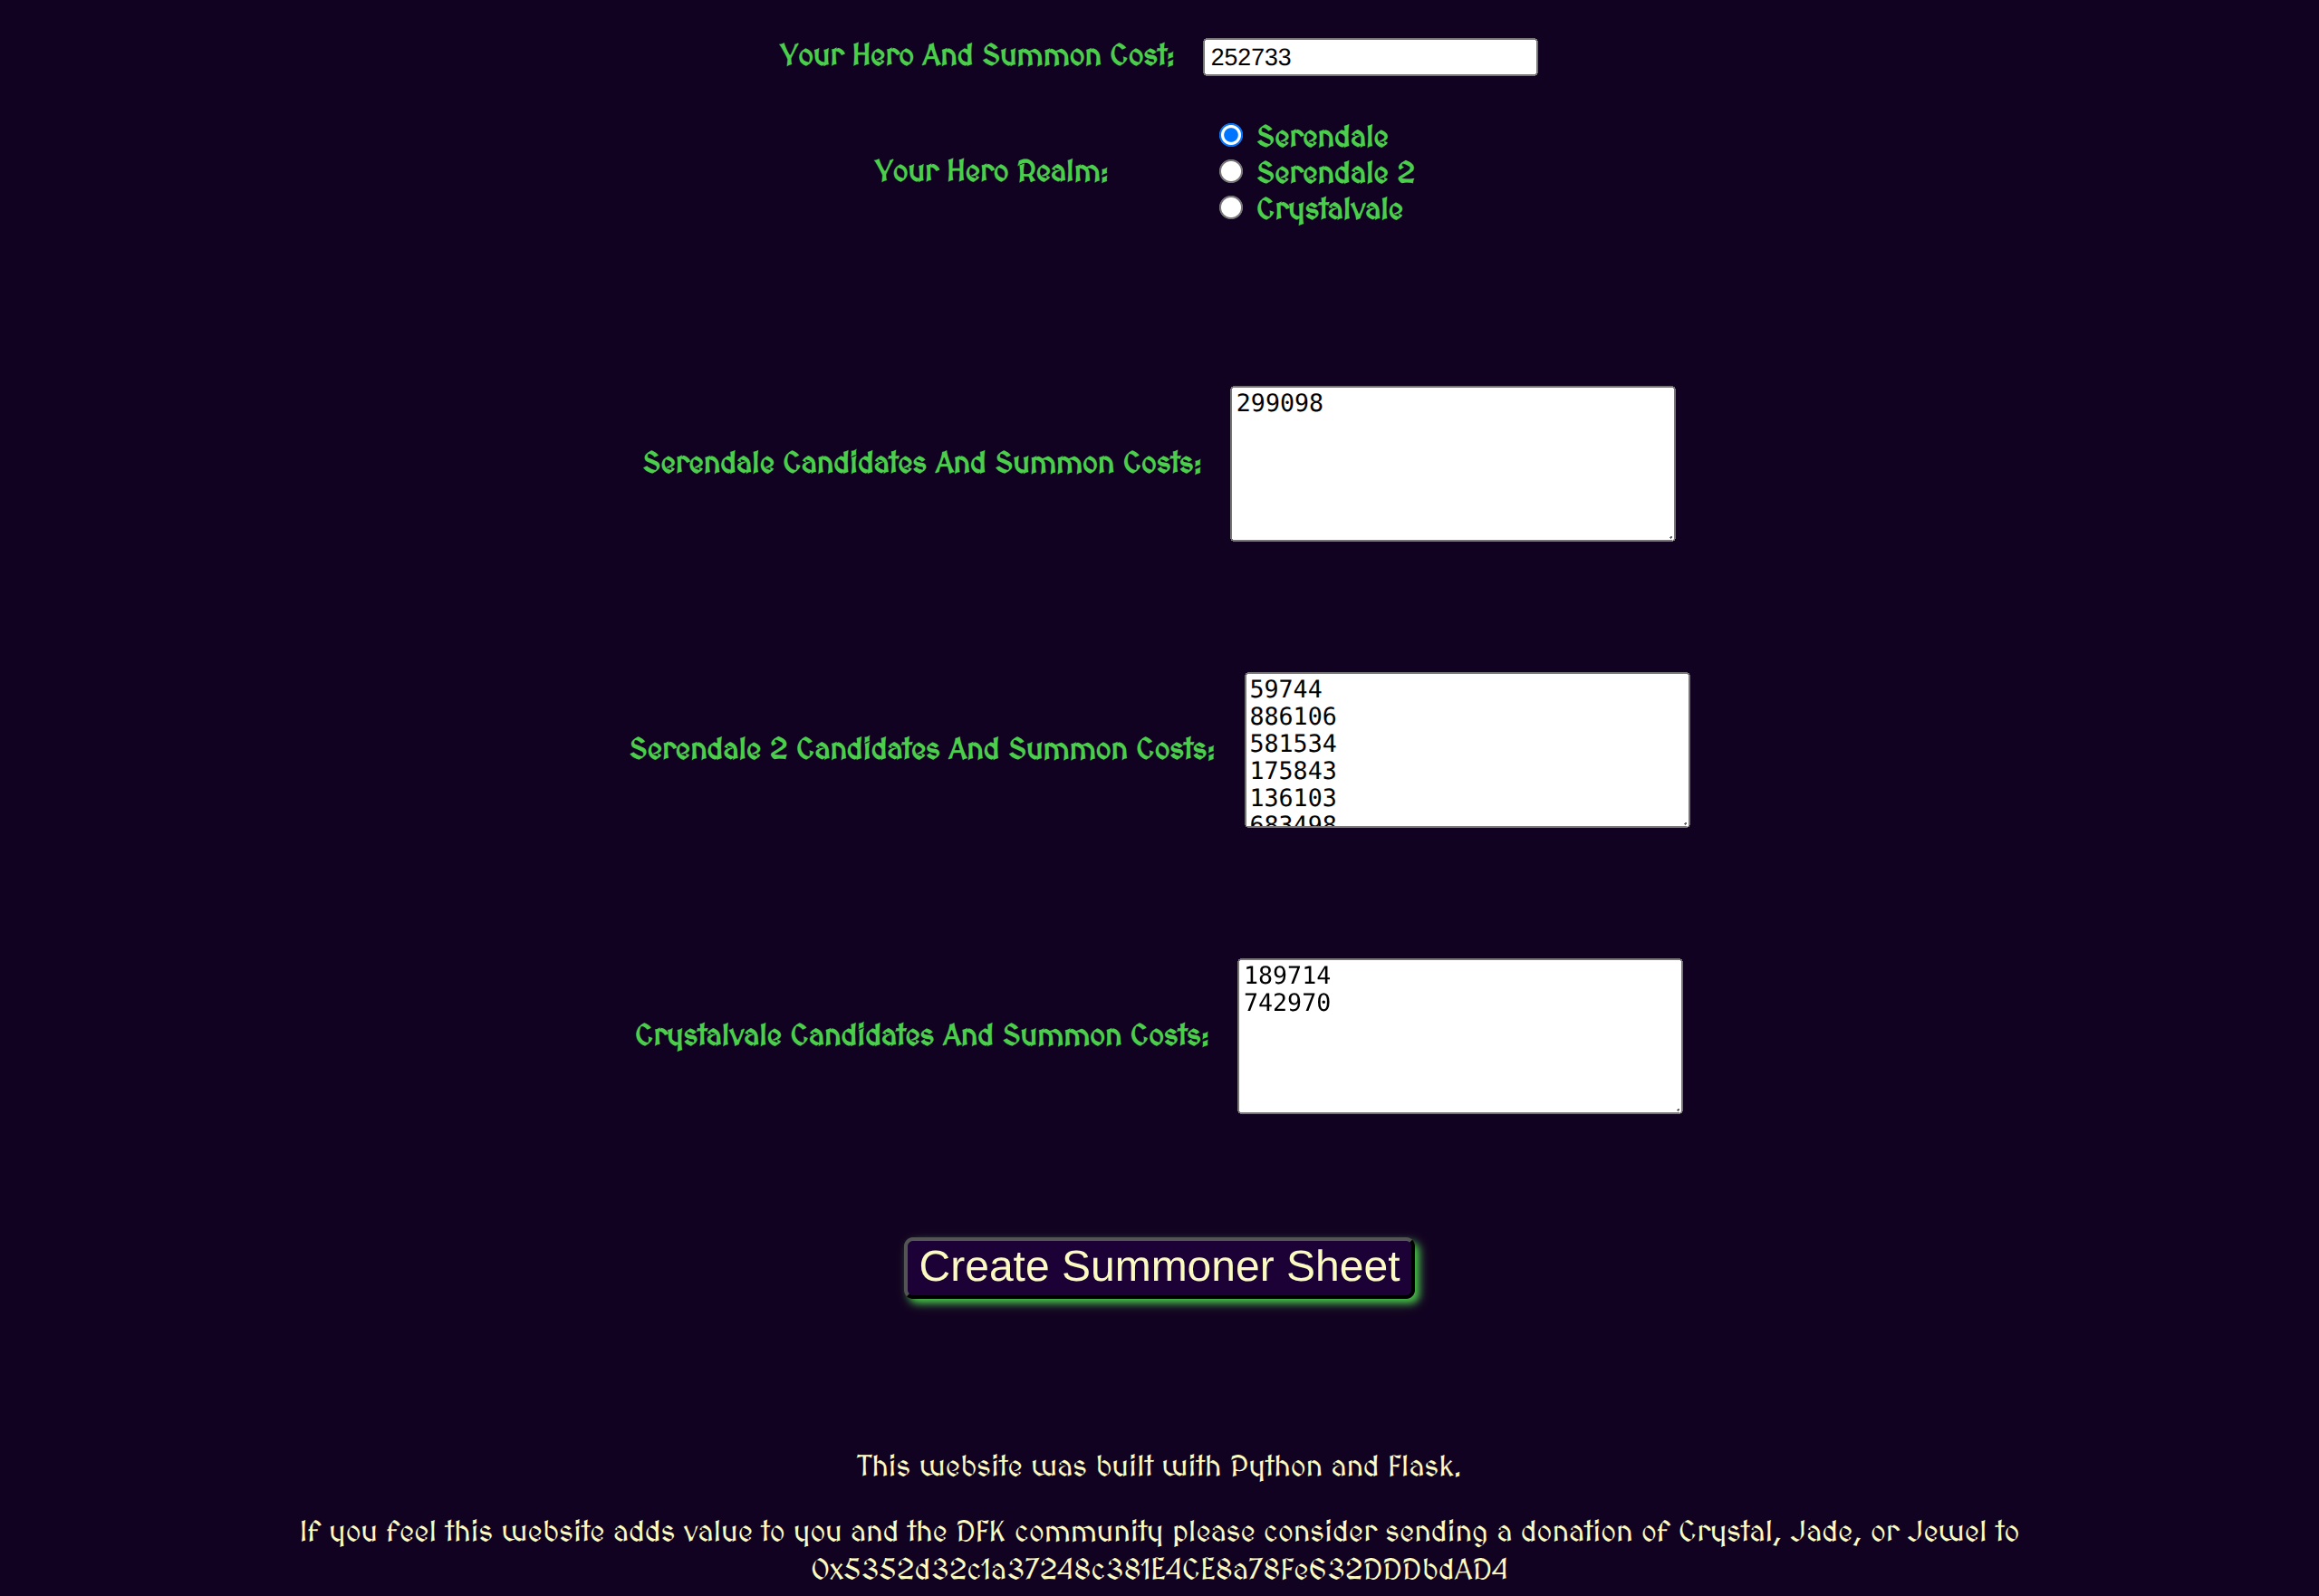 Your Hero And Summon Cost:
252733
Your Hero Realm:
Serendale
Serendale 2
Crystalvale
Serendale Candidates And Summon Costs:
299098
Serendale 2 Candidates And Summon Costs:
59744
886106
581534
175843
136103
683498
Crystalvale Candidates And Summon Costs:
189714
742970
Create Summoner Sheet
This website was built with Python and Flask.
If you feel this website adds value to you and the DFK community please consider sending a donation of Crystal, Jade, or Jewel to
0x5352d32c1a37248c381E4CE8a78Fe632DDDbdAD4